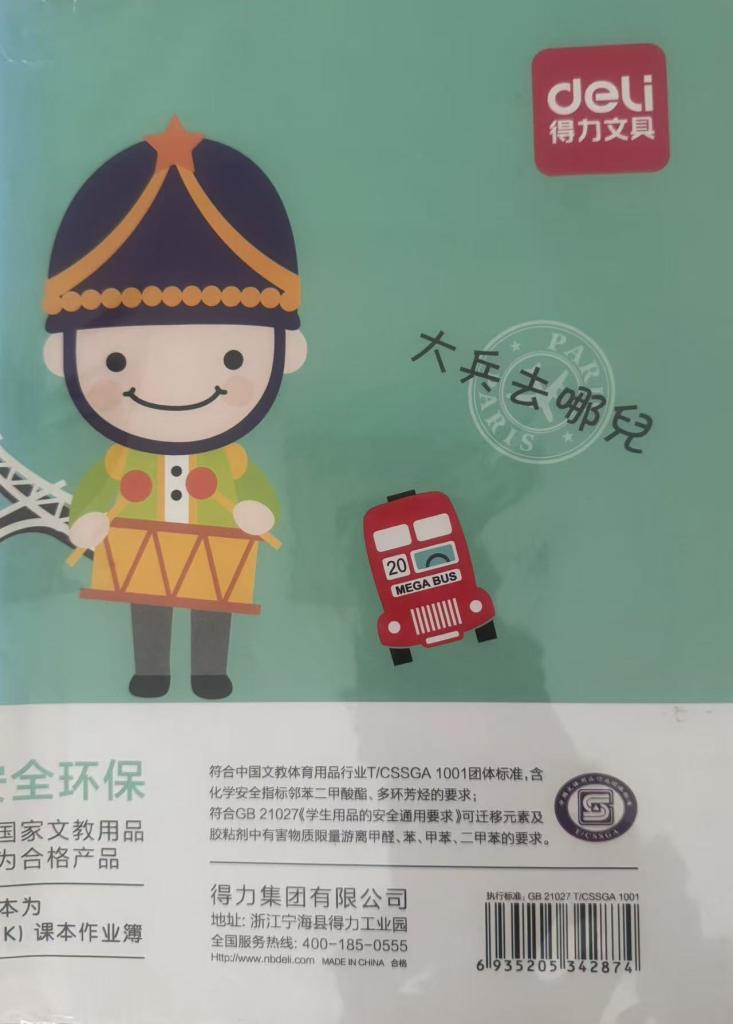 deli
得力文具
PARIS
大兵去哪兒
PARIS
20
MEGA BUS
安全环保
国家文教用品
为合格产品
本为
K) 课本作业簿
符合中国文教体育用品行业T/CSSGA 1001团体标准,含
化学安全指标邻苯二甲酸酯、多环芳烃的要求;
符合GB 21027《学生用品的安全通用要求》可迁移元素及
胶粘剂中有害物质限量游离甲醛、苯、甲苯、二甲苯的要求。
T/CSSGA
得力集团有限公司
地址: 浙江宁海县得力工业园
全国服务热线: 400-185-0555
Http://www.nbdeli.com MADE IN CHINA 合格
执行标准: GB 21027 T/CSSGA 1001
6 935205 342874